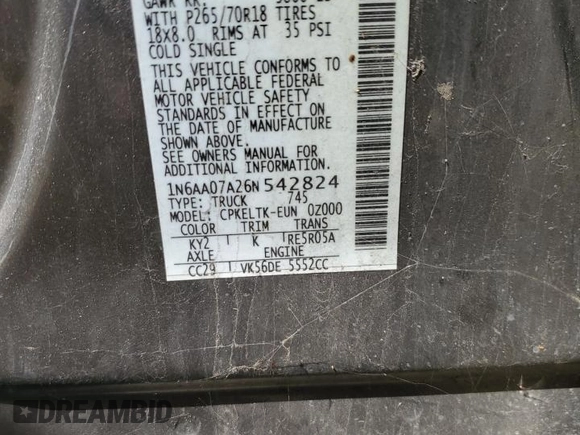 WITH P265/70R18 TIRES
18X8.0 RIMS AT 35 PSI
COLD SINGLE
THIS VEHICLE CONFORMS TO
ALL APPLICABLE FEDERAL
MOTOR VEHICLE SAFETY
STANDARDS IN EFFECT ON
THE DATE OF MANUFACTURE
SHOWN ABOVE.
SEE OWNERS MANUAL FOR
ADDITIONAL INFORMATION.
1N6AA07A26N542824
TYPE: TRUCK 745
MODEL: CPKELTK-EUN 0Z000
COLOR TRIM TRANS
KY2 K RE5R05A
AXLE ENGINE
CC29 VK56DE 5552CC
DREAMBID